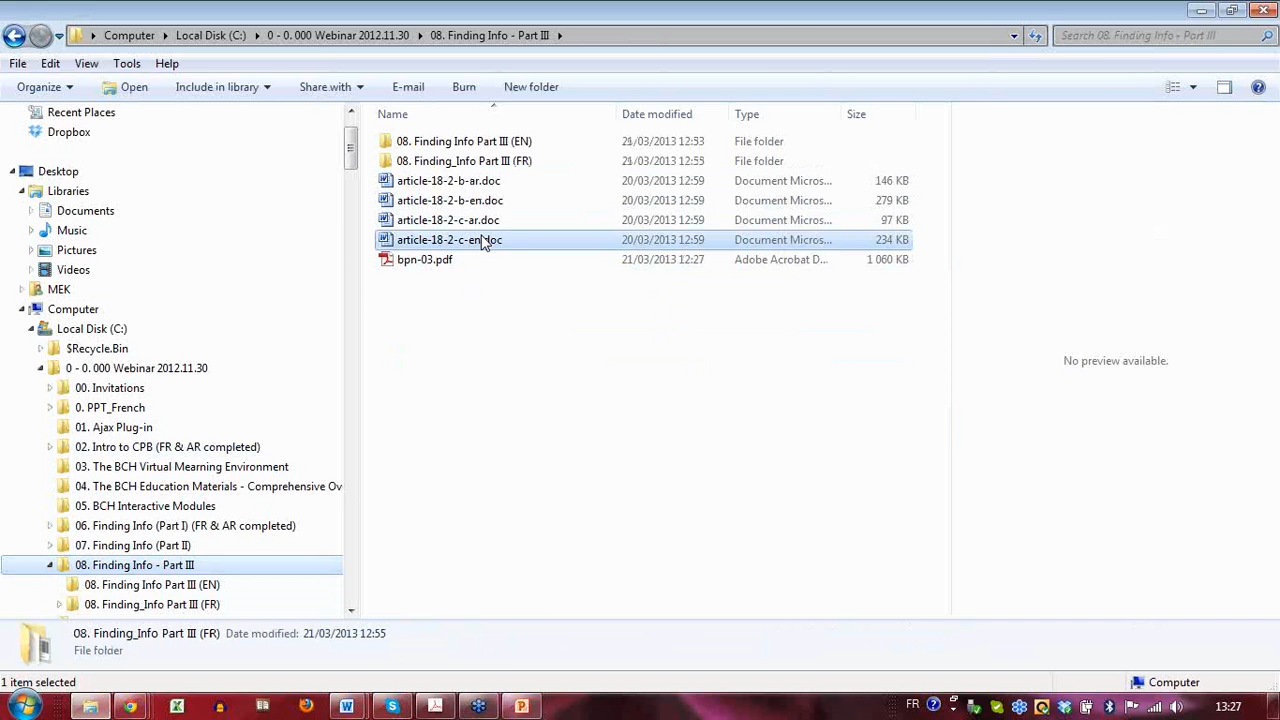 Computer
Local Disk (C:)
0 - 0. 000 Webinar 2012.11.30
08. Finding Info - Part III
Search 08. Finding Info - Part III
File
Edit
View
Tools
Help
Organize
Open
Include in library
Share with
E-mail
Burn
New folder
Recent Places
Dropbox
Desktop
Libraries
Documents
Music
Pictures
Videos
MEK
Computer
Local Disk (C:)
$Recycle.Bin
0 - 0. 000 Webinar 2012.11.30
00. Invitations
0. PPT_French
01. Ajax Plug-in
02. Intro to CPB (FR & AR completed)
03. The BCH Virtual Mearning Environment
04. The BCH Education Materials - Comprehensive Ov
05. BCH Interactive Modules
06. Finding Info (Part I) (FR & AR completed)
07. Finding Info (Part II)
08. Finding Info - Part III
08. Finding Info Part III (EN)
08. Finding_Info Part III (FR)
Name Date modified Type Size
08. Finding Info Part III (EN) 21/03/2013 12:53 File folder
08. Finding_Info Part III (FR) 21/03/2013 12:55 File folder
article-18-2-b-ar.doc 20/03/2013 12:59 Document Micros... 146 KB
article-18-2-b-en.doc 20/03/2013 12:59 Document Micros... 279 KB
article-18-2-c-ar.doc 20/03/2013 12:59 Document Micros... 97 KB
article-18-2-c-en.doc 20/03/2013 12:59 Document Micros... 234 KB
bpn-03.pdf 21/03/2013 12:27 Adobe Acrobat D... 1 060 KB
No preview available.
08. Finding_Info Part III (FR) Date modified: 21/03/2013 12:55
File folder
1 item selected
Computer
FR
13:27